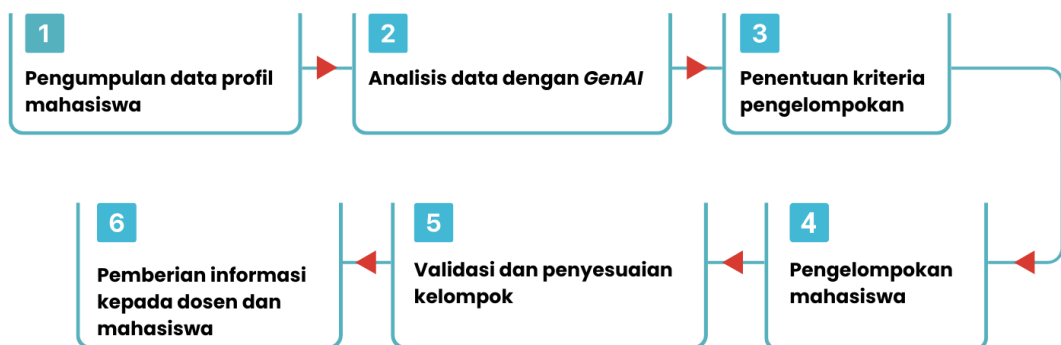 1
Pengumpulan data profil
mahasiswa
2
Analisis data dengan GenAI
3
Penentuan kriteria
pengelompokan
4
Pengelompokan
mahasiswa
5
Validasi dan penyesuaian
kelompok
6
Pemberian informasi
kepada dosen dan
mahasiswa